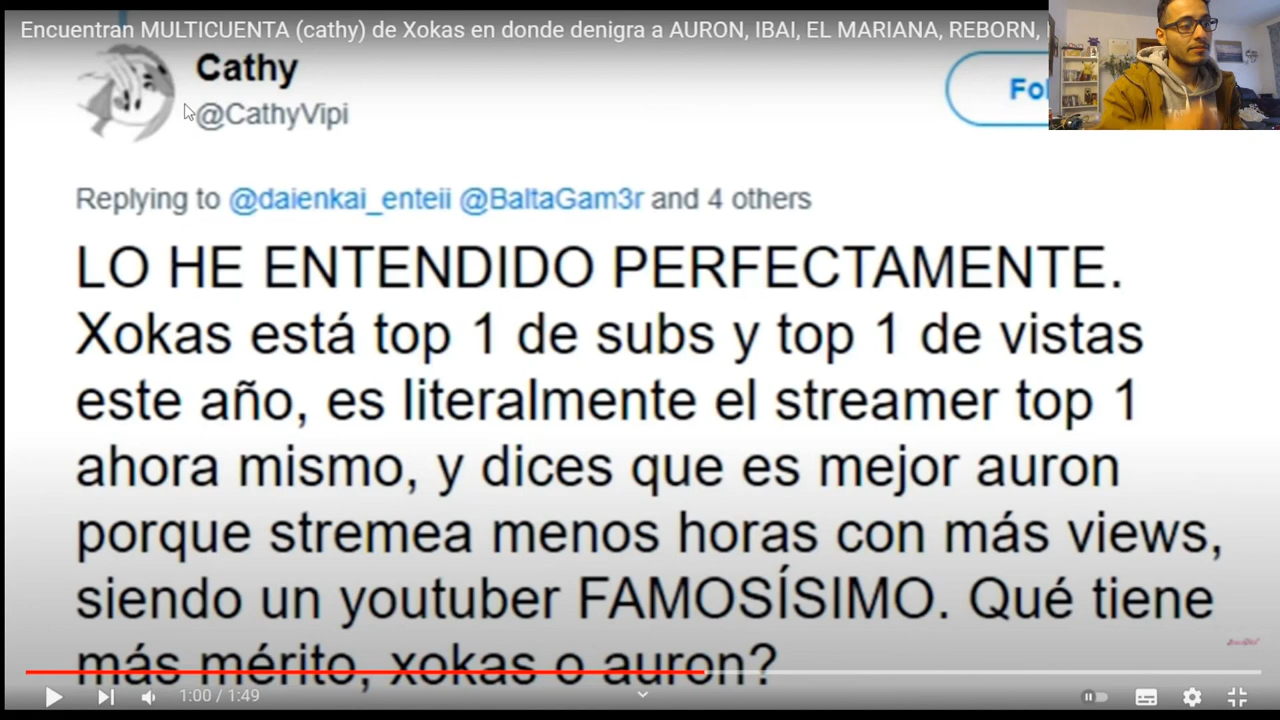 Encuentran MULTICUENTA (cathy) de Xokas en donde denigra a AURON, IBAI, EL MARIANA, REBORN,
Cathy
@CathyVipi
Replying to @daienkai_enteii @BaltaGam3r and 4 others
LO HE ENTENDIDO PERFECTAMENTE.
Xokas está top 1 de subs y top 1 de vistas
este año, es literalmente el streamer top 1
ahora mismo, y dices que es mejor auron
porque stremea menos horas con más views,
siendo un youtuber FAMOSÍSIMO. Qué tiene
más mérito, xokas o auron?
1:00 / 1:49